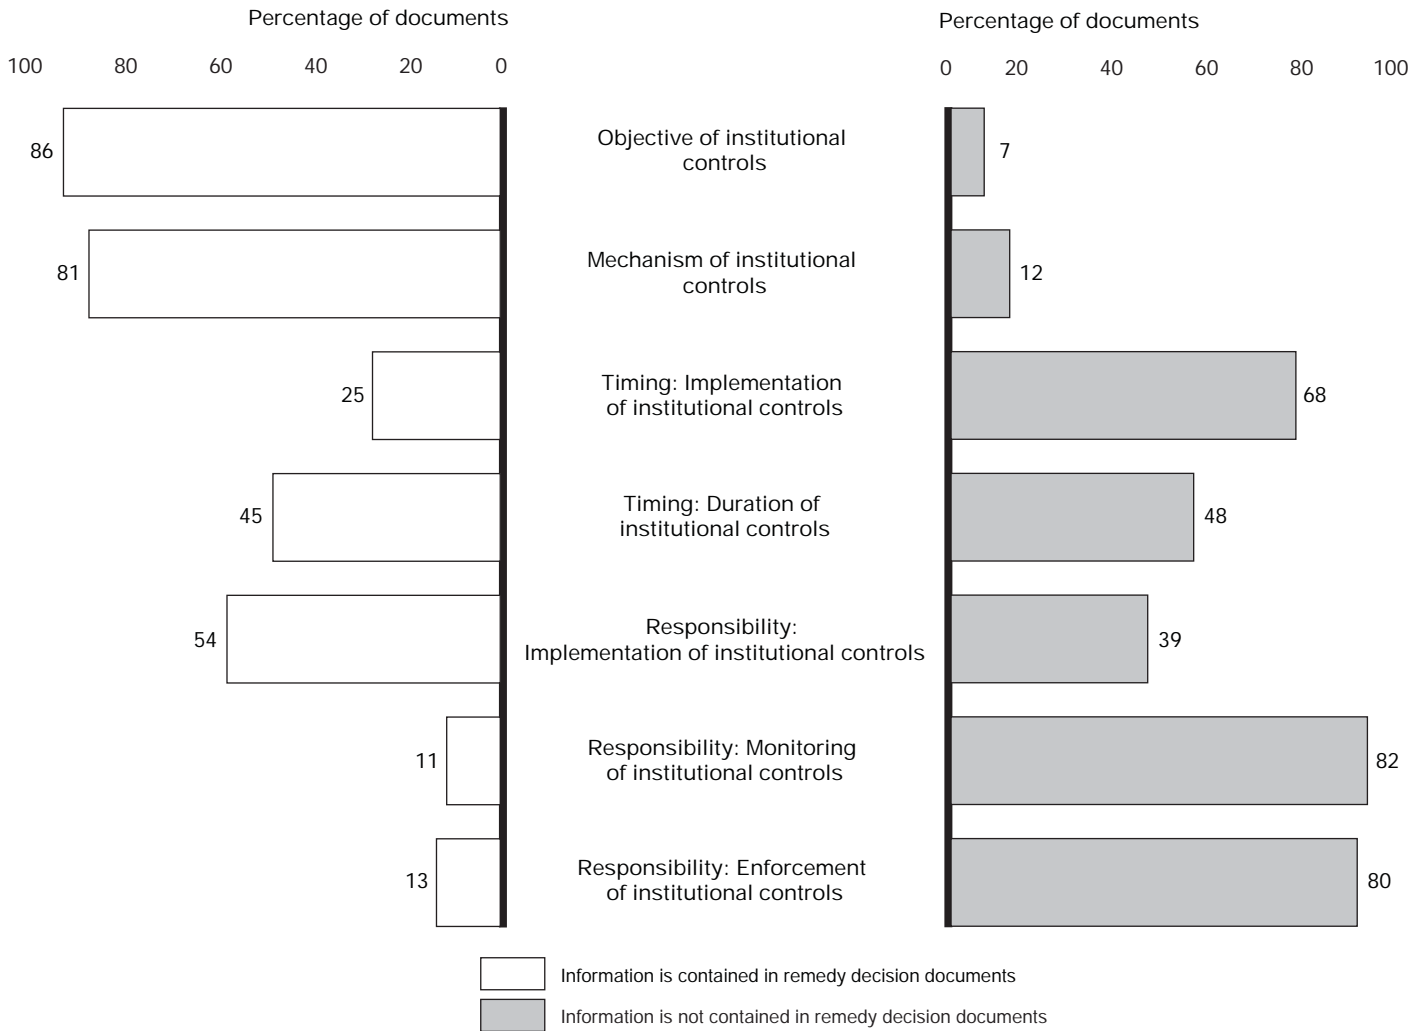 Percentage of documents
Percentage of documents
100 80 60 40 20 0
0 20 40 60 80 100
86
Objective of institutional
controls
7
81
Mechanism of institutional
controls
12
25
Timing: Implementation
of institutional controls
68
45
Timing: Duration of
institutional controls
48
54
Responsibility:
Implementation of institutional controls
39
11
Responsibility: Monitoring
of institutional controls
82
13
Responsibility: Enforcement
of institutional controls
80
Information is contained in remedy decision documents
Information is not contained in remedy decision documents